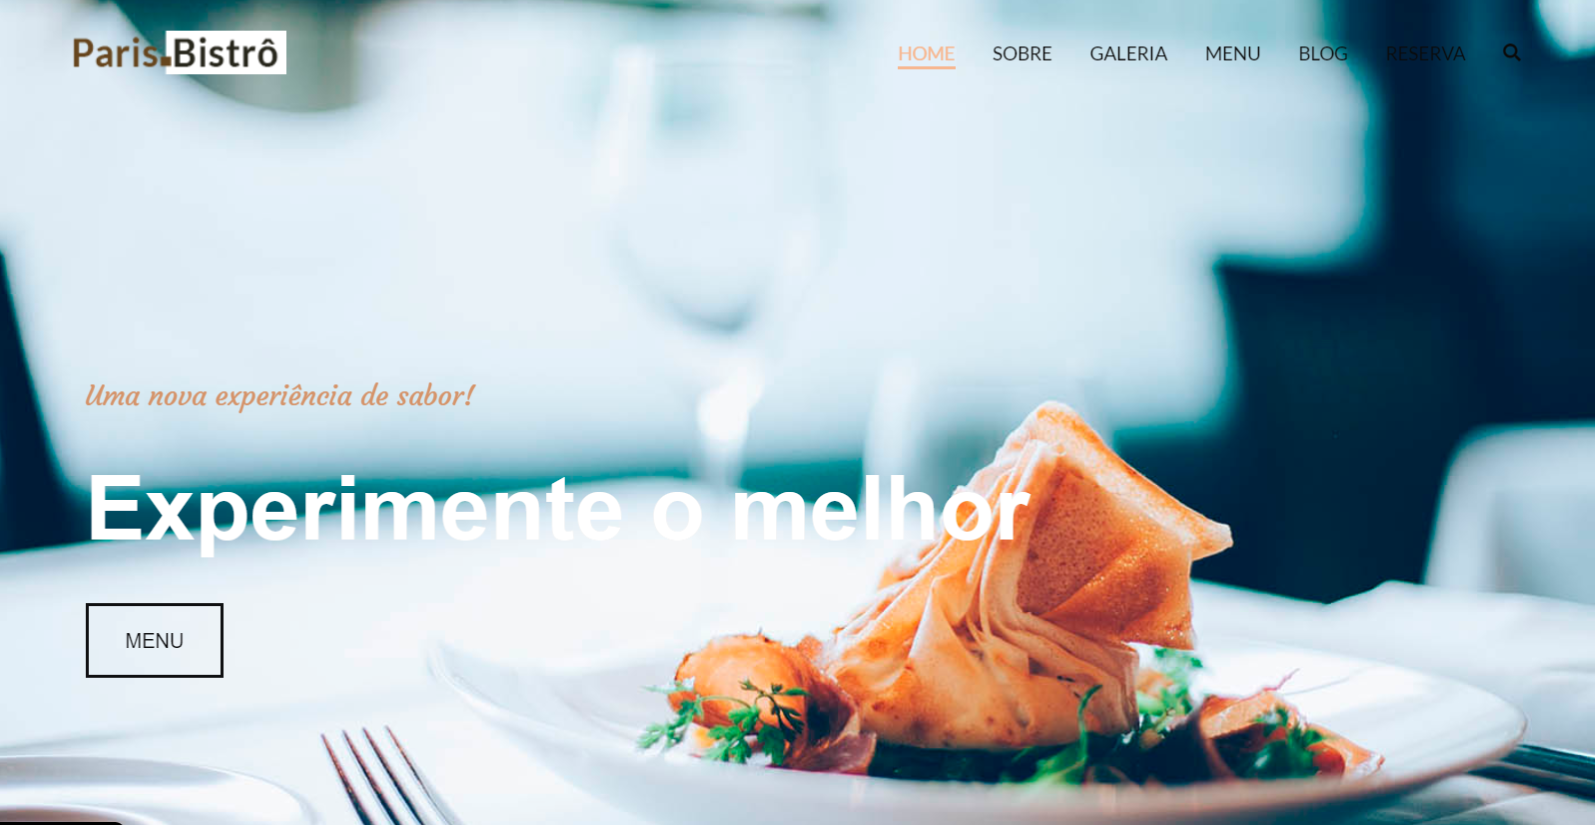 Paris.Bistrô
HOME SOBRE GALERIA MENU BLOG RESERVA
Uma nova experiência de sabor!
Experimente o melhor
MENU